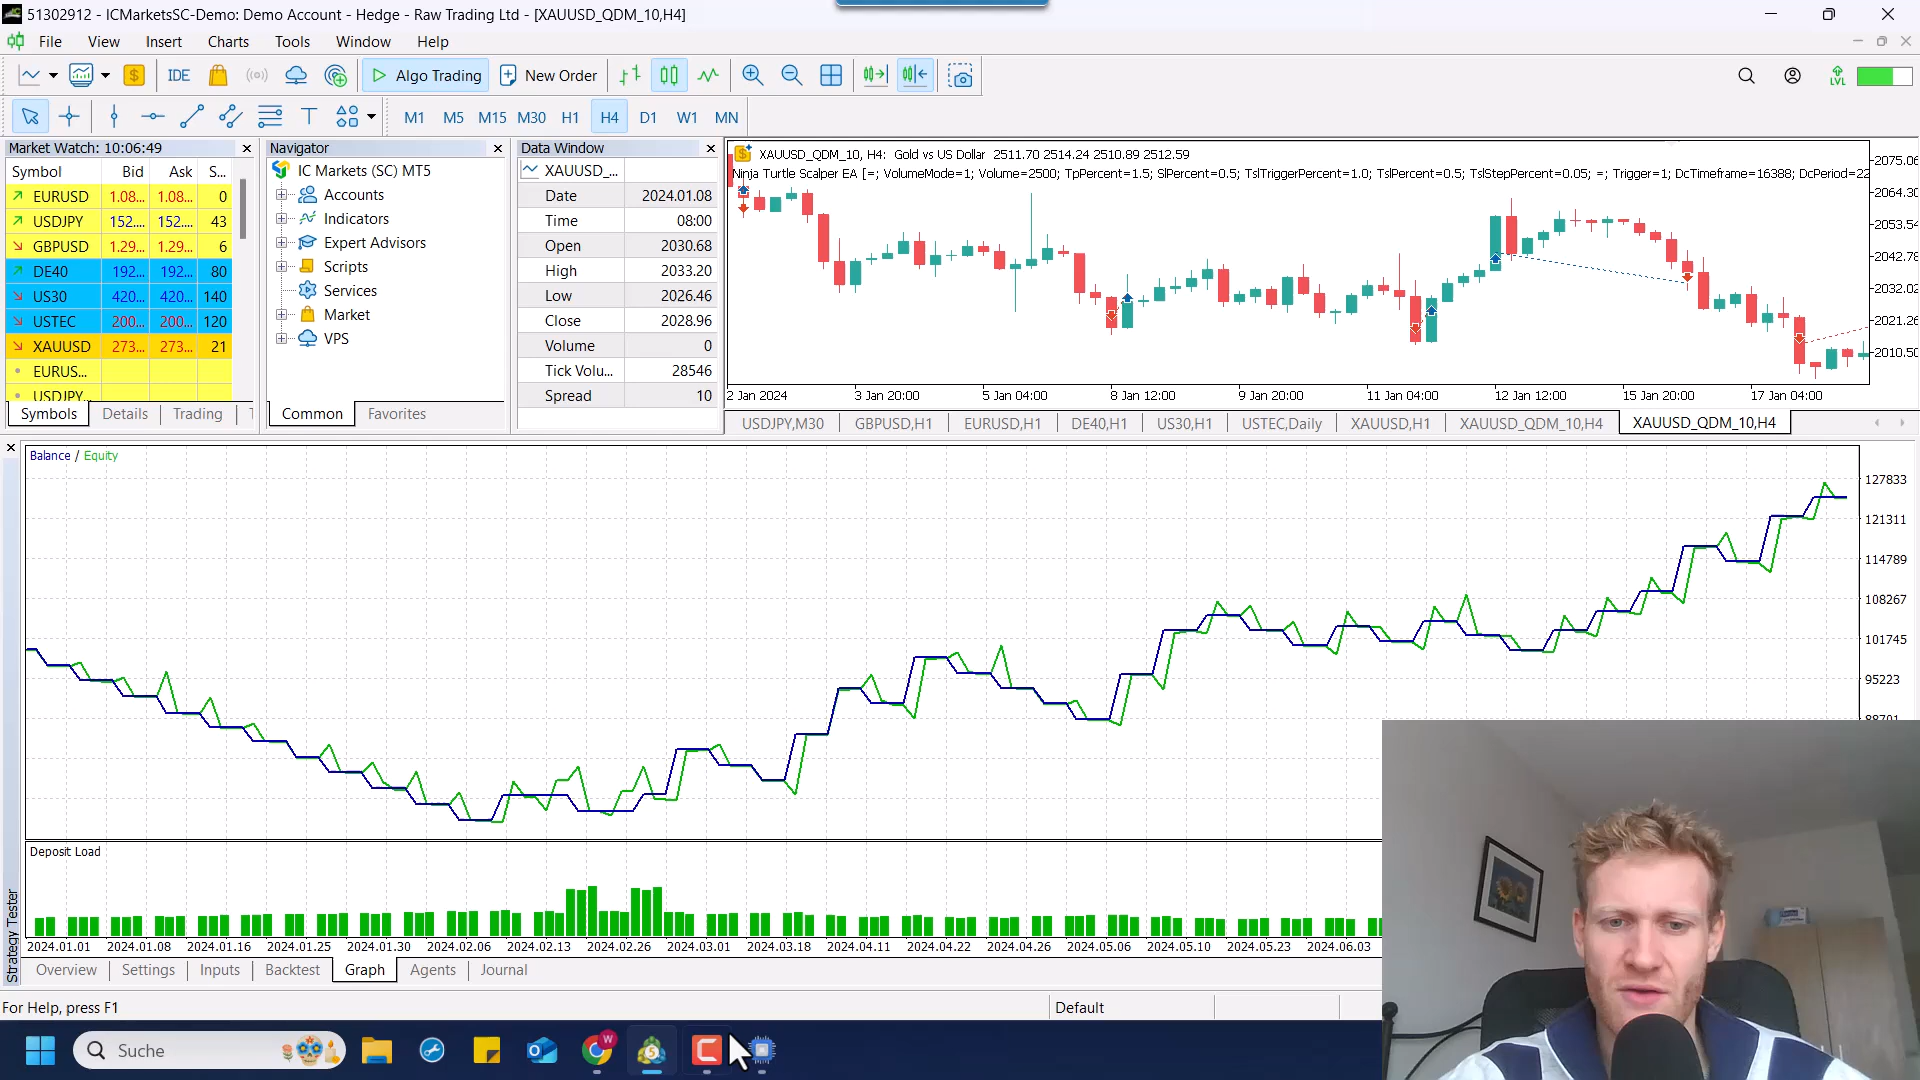 51302912 - ICMarketsSC-Demo: Demo Account - Hedge - Raw Trading Ltd - [XAUUSD_QDM_10,H4]
File View Insert Charts Tools Window Help
IDE Algo Trading New Order LVL
M1 M5 M15 M30 H1 H4 D1 W1 MN
Market Watch: 10:06:49
Symbol Bid Ask S...
EURUSD 1.08... 1.08... 0
USDJPY 152.... 152.... 43
GBPUSD 1.29... 1.29... 6
DE40 192... 192... 80
US30 420... 420... 140
USTEC 200... 200... 120
XAUUSD 273... 273... 21
EURUS...
USDJPY...
Symbols Details Trading
Navigator
IC Markets (SC) MT5
Accounts
Indicators
Expert Advisors
Scripts
Services
Market
VPS
Common Favorites
Data Window
XAUUSD_...
Date 2024.01.08
Time 08:00
Open 2030.68
High 2033.20
Low 2026.46
Close 2028.96
Volume 0
Tick Volu... 28546
Spread 10
XAUUSD_QDM_10, H4: Gold vs US Dollar 2511.70 2514.24 2510.89 2512.59
Ninja Turtle Scalper EA [=; VolumeMode=1; Volume=2500; TpPercent=1.5; SlPercent=0.5; TslTriggerPercent=1.0; TslPercent=0.5; TslStepPercent=0.05; =; Trigger=1; DcTimeframe=16388; DcPeriod=22
2075.06
2064.30
2053.54
2042.78
2032.02
2021.26
2010.50
2 Jan 2024 3 Jan 20:00 5 Jan 04:00 8 Jan 12:00 9 Jan 20:00 11 Jan 04:00 12 Jan 12:00 15 Jan 20:00 17 Jan 04:00
USDJPY,M30 GBPUSD,H1 EURUSD,H1 DE40,H1 US30,H1 USTEC,Daily XAUUSD,H1 XAUUSD_QDM_10,H4 XAUUSD_QDM_10,H4
Balance / Equity
127833
121311
114789
108267
101745
95223
88701
Deposit Load
2024.01.01 2024.01.08 2024.01.16 2024.01.25 2024.01.30 2024.02.06 2024.02.13 2024.02.26 2024.03.01 2024.03.18 2024.04.11 2024.04.22 2024.04.26 2024.05.06 2024.05.10 2024.05.23 2024.06.03
Strategy Tester
Overview Settings Inputs Backtest Graph Agents Journal
For Help, press F1 Default
Suche
W